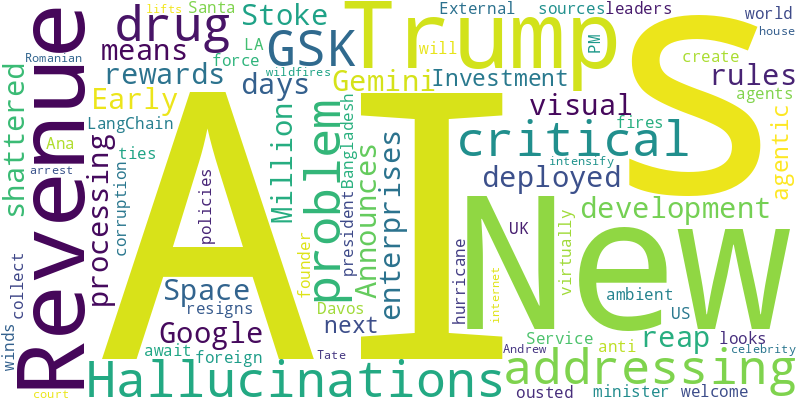 lifts
Santa
Stoke
External
sources
leaders
Romanian
drug
LA
Trump
S
world
house
means
GSK
force
will
PM
create
Revenue
rewards
days
wildfires
Gemini
Investment
rules
shattered
Early
AI
visual
agents
LangChain
Million
Bangladesh
critical
fires
agentic
Ana
ties
processing
problem
Announces
enterprises
intensify
arrest
corruption
policies
president
deployed
New
development
founder
hurricane
UK
virtually
Space
resigns
Davos
internet
ambient
US
collect
winds
Google
next
Service
reap
looks
await
foreign
Tate
Andrew
anti
celebrity
court
Hallucinations
addressing
ousted
minister
welcome